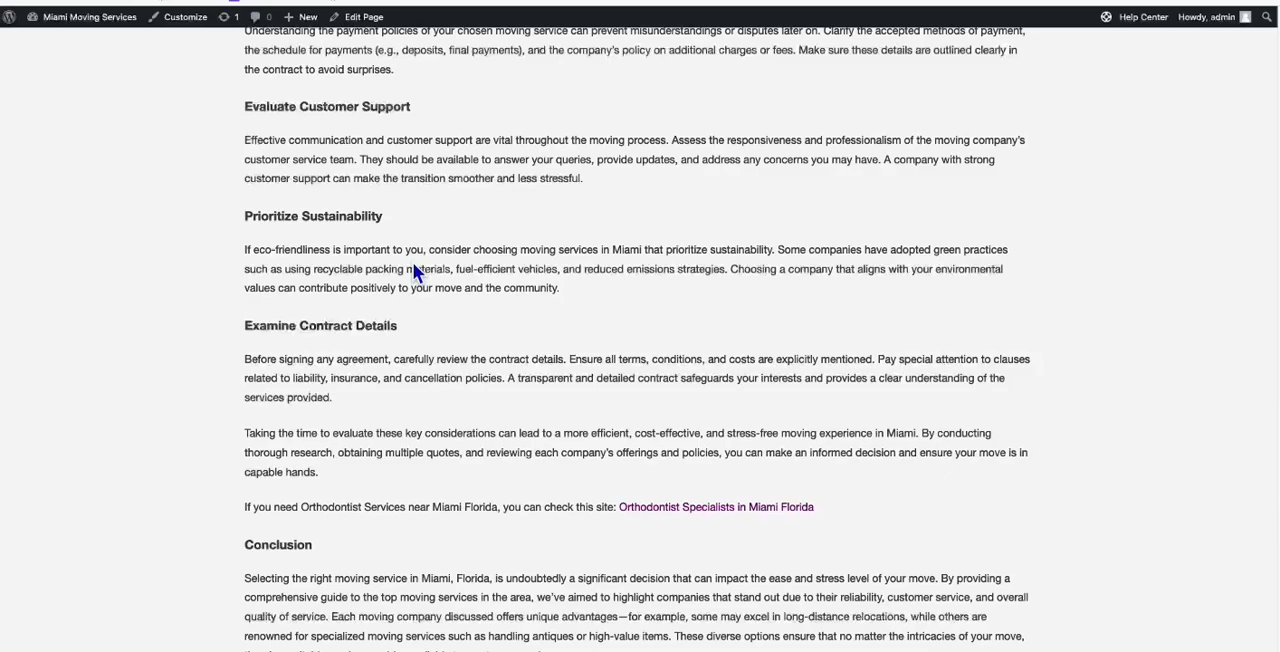 Miami Moving Services Customize 1 0 New Edit Page Help Center Howdy, admin
Understanding the payment policies of your chosen moving service can prevent misunderstandings or disputes later on. Clarify the accepted methods of payment,
the schedule for payments (e.g., deposits, final payments), and the company's policy on additional charges or fees. Make sure these details are outlined clearly in
the contract to avoid surprises.
Evaluate Customer Support
Effective communication and customer support are vital throughout the moving process. Assess the responsiveness and professionalism of the moving company's
customer service team. They should be available to answer your queries, provide updates, and address any concerns you may have. A company with strong
customer support can make the transition smoother and less stressful.
Prioritize Sustainability
If eco-friendliness is important to you, consider choosing moving services in Miami that prioritize sustainability. Some companies have adopted green practices
such as using recyclable packing materials, fuel-efficient vehicles, and reduced emissions strategies. Choosing a company that aligns with your environmental
values can contribute positively to your move and the community.
Examine Contract Details
Before signing any agreement, carefully review the contract details. Ensure all terms, conditions, and costs are explicitly mentioned. Pay special attention to clauses
related to liability, insurance, and cancellation policies. A transparent and detailed contract safeguards your interests and provides a clear understanding of the
services provided.
Taking the time to evaluate these key considerations can lead to a more efficient, cost-effective, and stress-free moving experience in Miami. By conducting
thorough research, obtaining multiple quotes, and reviewing each company's offerings and policies, you can make an informed decision and ensure your move is in
capable hands.
If you need Orthodontist Services near Miami Florida, you can check this site: Orthodontist Specialists in Miami Florida
Conclusion
Selecting the right moving service in Miami, Florida, is undoubtedly a significant decision that can impact the ease and stress level of your move. By providing a
comprehensive guide to the top moving services in the area, we've aimed to highlight companies that stand out due to their reliability, customer service, and overall
quality of service. Each moving company discussed offers unique advantages—for example, some may excel in long-distance relocations, while others are
renowned for specialized moving services such as handling antiques or high-value items. These diverse options ensure that no matter the intricacies of your move,